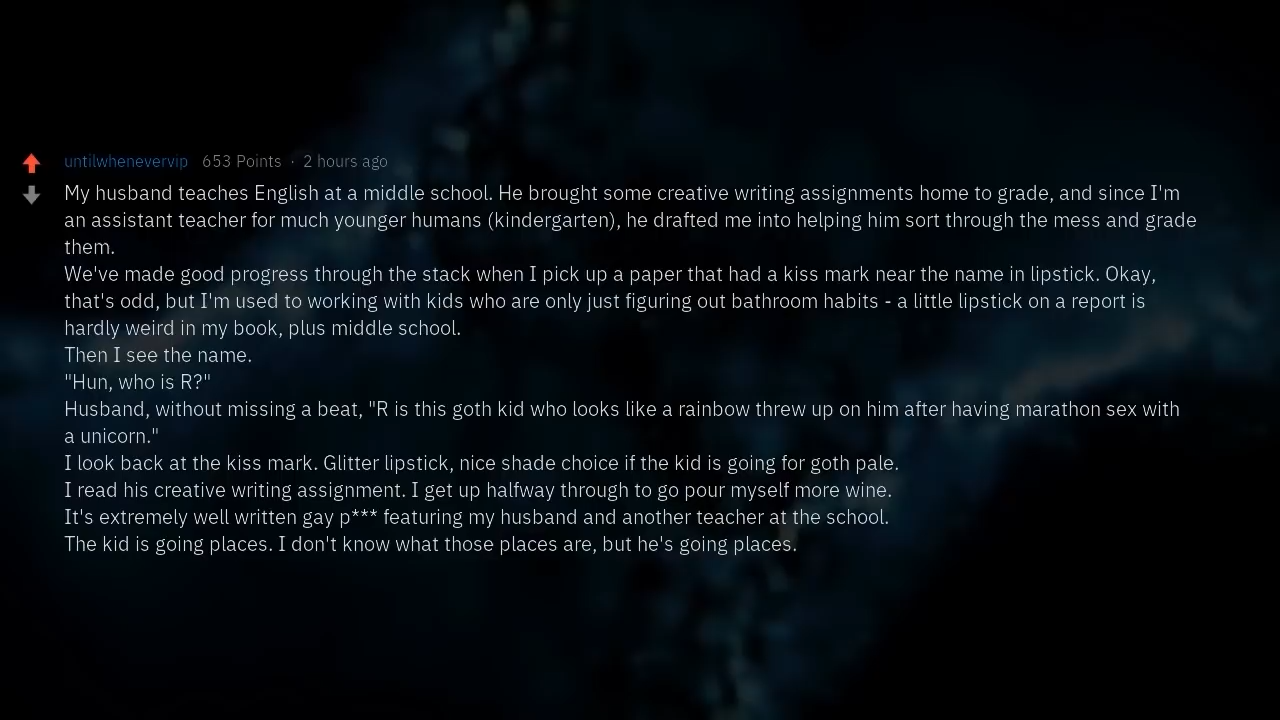 untilwhenevervip 653 Points · 2 hours ago
My husband teaches English at a middle school. He brought some creative writing assignments home to grade, and since I'm
an assistant teacher for much younger humans (kindergarten), he drafted me into helping him sort through the mess and grade
them.
We've made good progress through the stack when I pick up a paper that had a kiss mark near the name in lipstick. Okay,
that's odd, but I'm used to working with kids who are only just figuring out bathroom habits - a little lipstick on a report is
hardly weird in my book, plus middle school.
Then I see the name.
"Hun, who is R?"
Husband, without missing a beat, "R is this goth kid who looks like a rainbow threw up on him after having marathon sex with
a unicorn."
I look back at the kiss mark. Glitter lipstick, nice shade choice if the kid is going for goth pale.
I read his creative writing assignment. I get up halfway through to go pour myself more wine.
It's extremely well written gay p*** featuring my husband and another teacher at the school.
The kid is going places. I don't know what those places are, but he's going places.